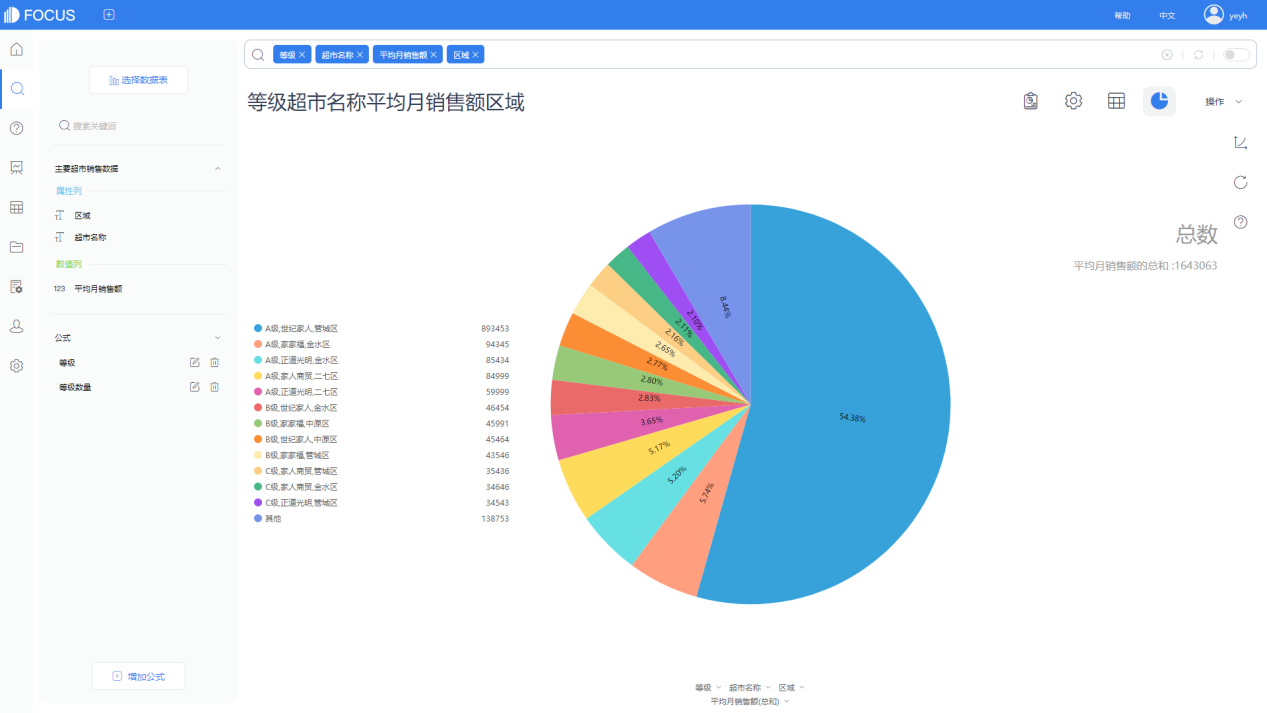 FOCUS
帮助
中文
yeyh
选择数据表
搜索关键词
主要超市销售数据
属性列
区域
超市名称
数值列
123 平均月销售额
公式
等级
等级数量
增加公式
等级 超市名称 平均月销售额 区域
等级超市名称平均月销售额区域
操作
总数
平均月销售额的总和 :1643063
A级,世纪家人,管城区 893453
A级,家家福,金水区 94345
A级,正道光明,金水区 85434
A级,家人商贸,二七区 84999
A级,正道光明,二七区 59999
B级,世纪家人,金水区 46454
B级,家家福,中原区 45991
B级,世纪家人,中原区 45464
B级,家家福,管城区 43546
C级,家人商贸,管城区 35436
C级,家人商贸,金水区 34646
C级,正道光明,管城区 34543
其他 138753
8.44%
2.10%
2.11%
2.16%
2.65%
2.77%
2.80%
2.83%
3.65%
5.17%
5.20%
5.74%
54.38%
等级 超市名称 区域
平均月销售额(总和)